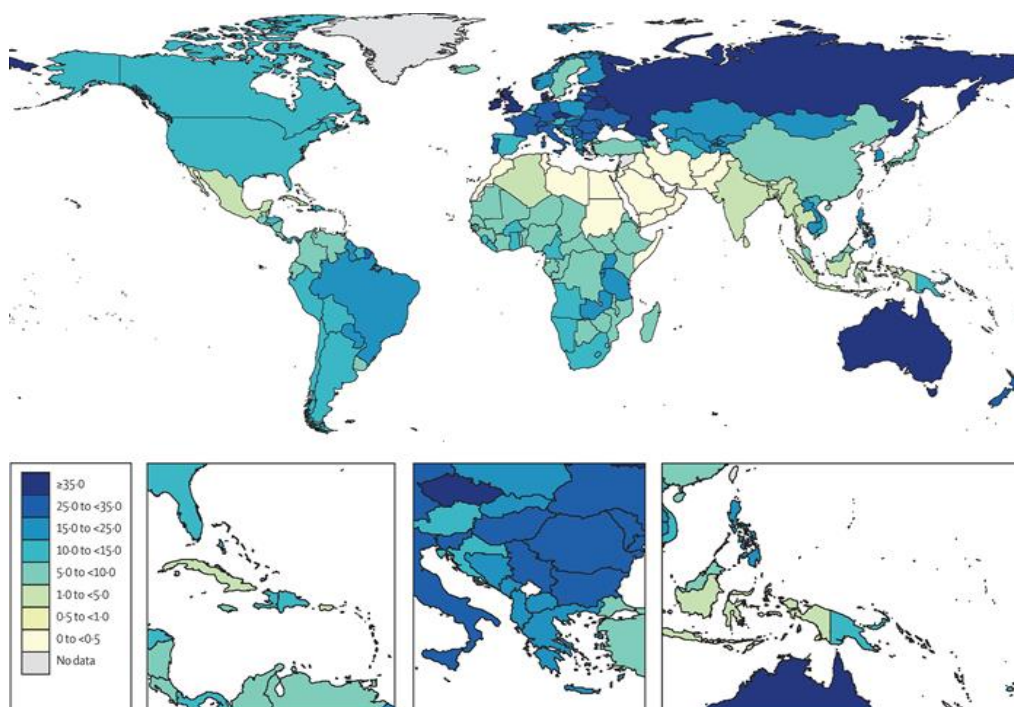 ≥35·0
25·0 to <35·0
15·0 to <25·0
10·0 to <15·0
5·0 to <10·0
1·0 to <5·0
0·5 to <1·0
0 to <0·5
No data